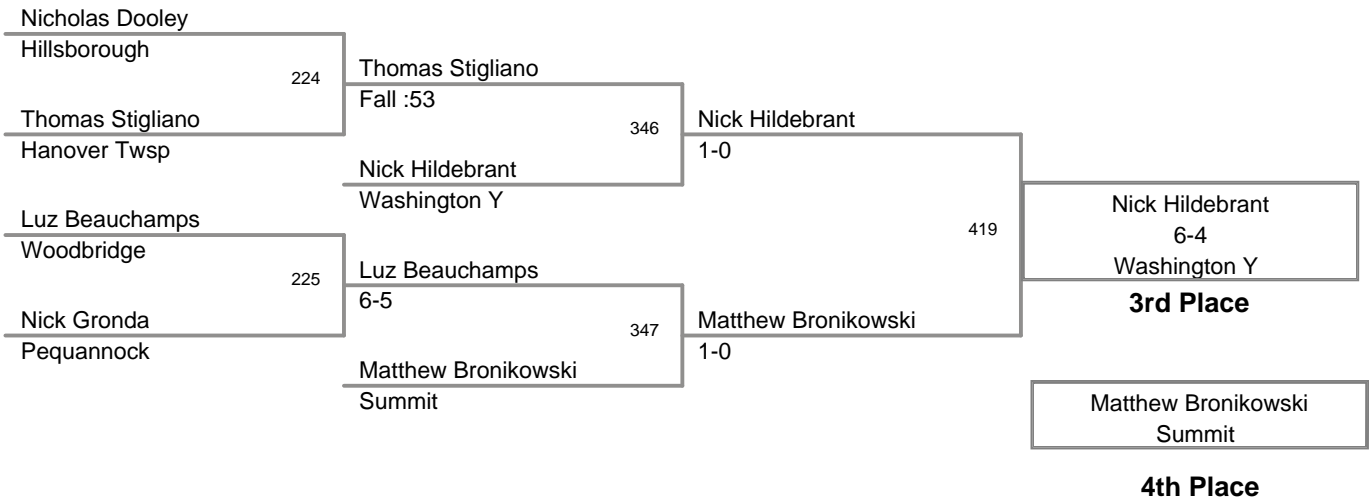 Nicholas Dooley
Hillsborough
224
Thomas Stigliano
Fall :53
Thomas Stigliano
Hanover Twsp
346
Nick Hildebrant
1-0
Nick Hildebrant
Washington Y
Luz Beauchamps
Woodbridge
419
Nick Hildebrant
6-4
Washington Y
3rd Place
225
Luz Beauchamps
6-5
Nick Gronda
Pequannock
347
Matthew Bronikowski
1-0
Matthew Bronikowski
Summit
Matthew Bronikowski
Summit
4th Place